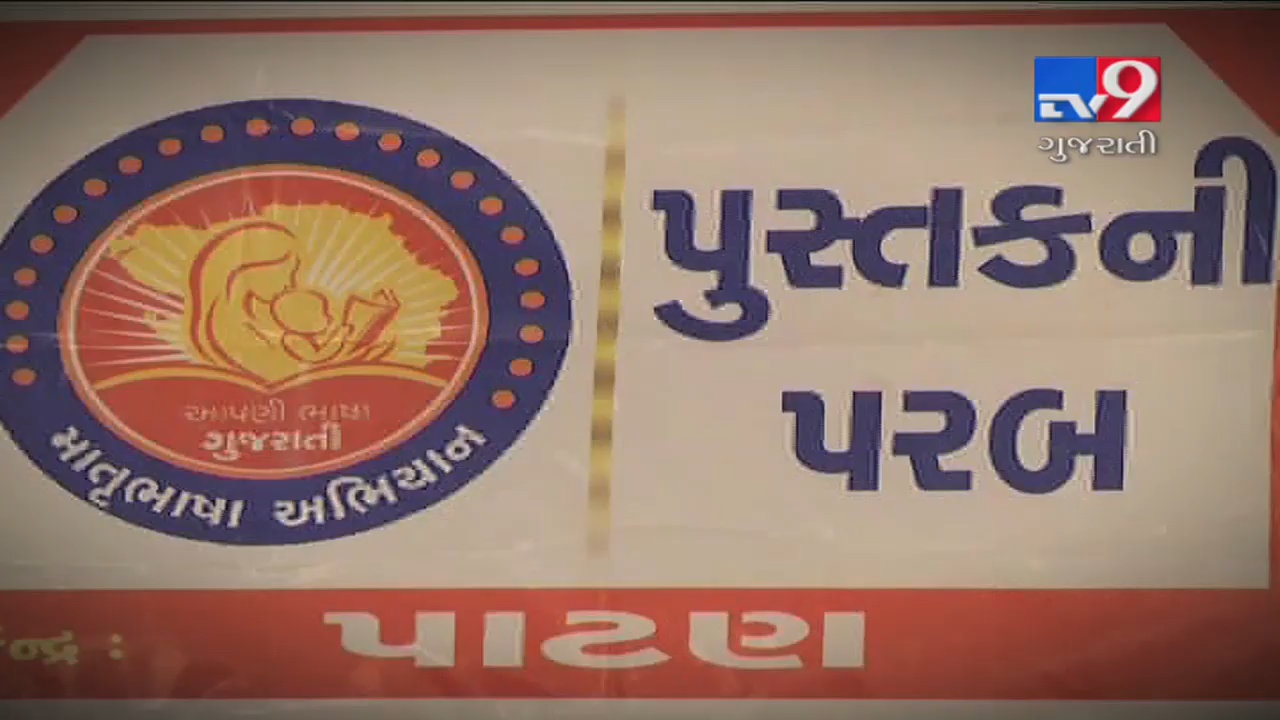 TV9
ગુજરાતી
પુસ્તકની
પરબ
આપણી ભાષા
ગુજરાતી
માતૃભાષા અભિયાન
પાટણ